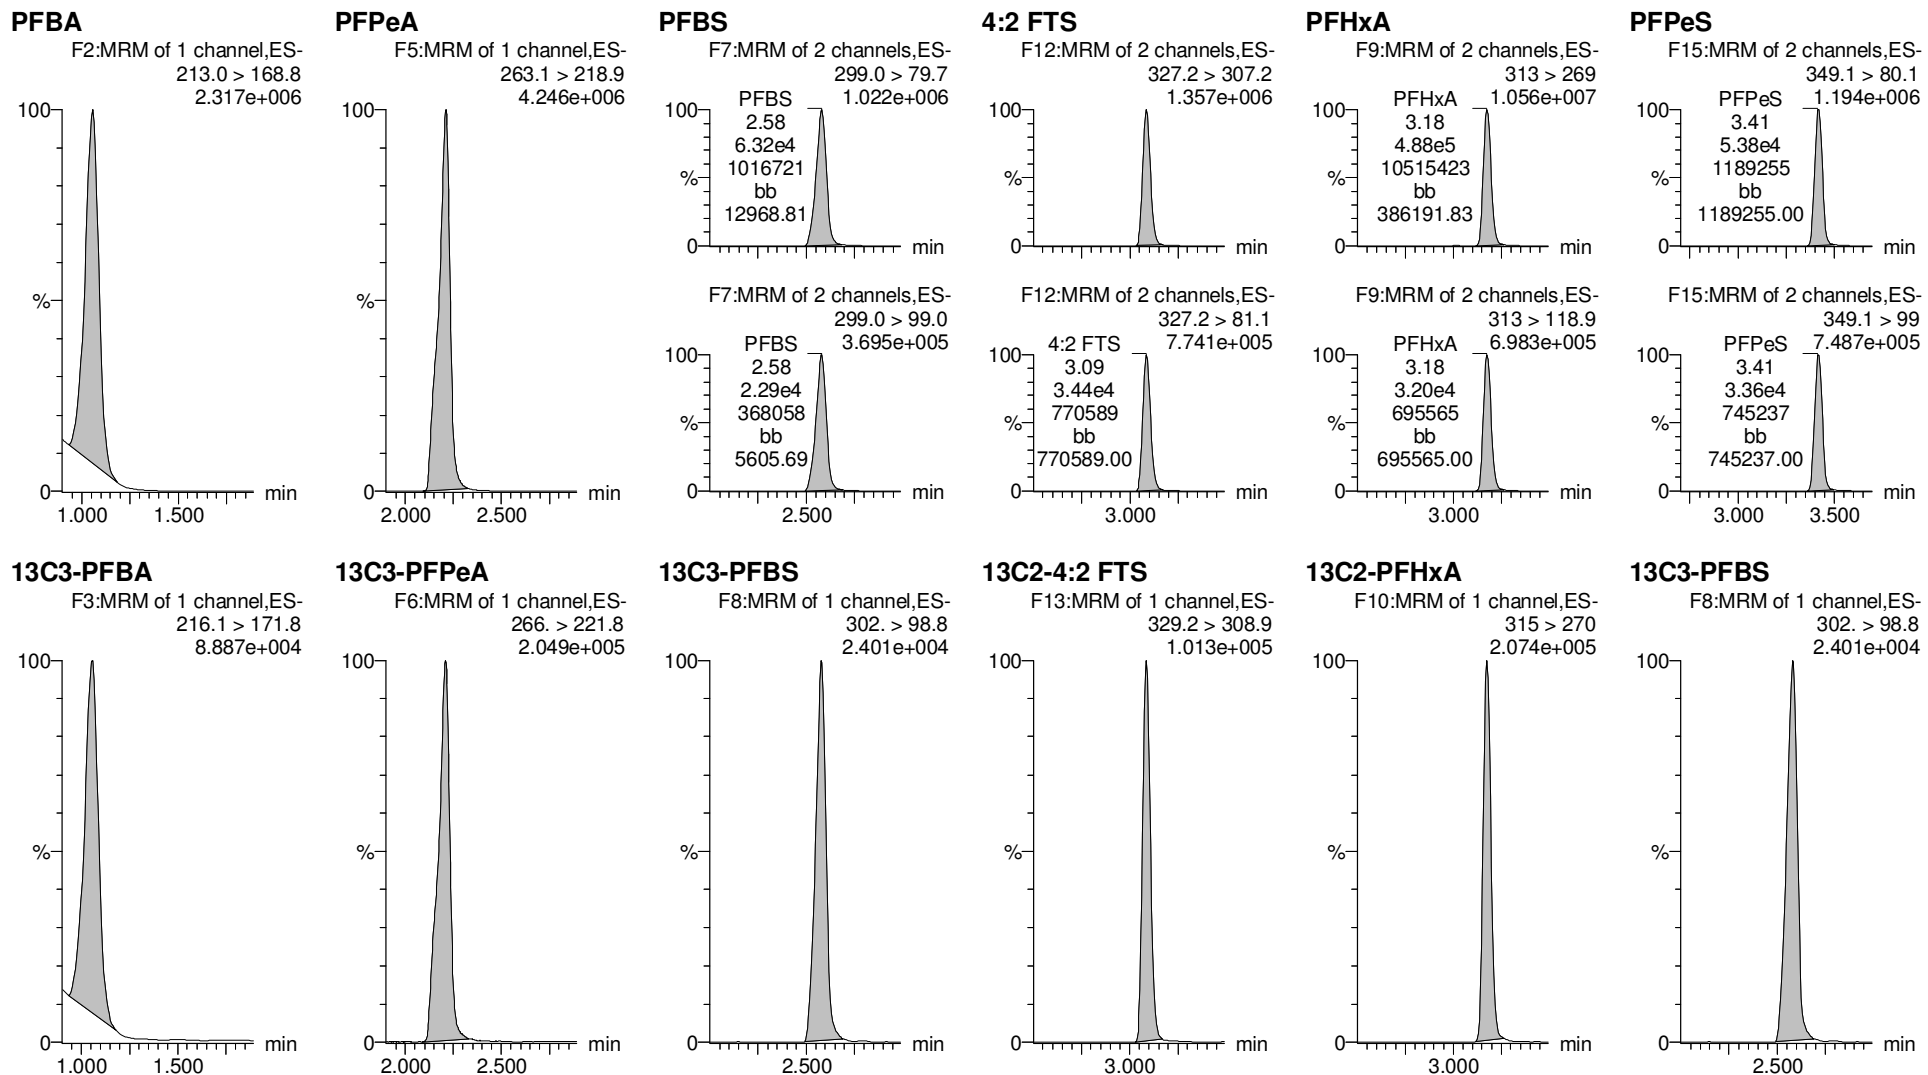 PFBA
F2:MRM of 1 channel,ES-
213.0 > 168.8
2.317e+006
100
%
0
min
1.000 1.500
PFPeA
F5:MRM of 1 channel,ES-
263.1 > 218.9
4.246e+006
100
%
0
min
2.000 2.500
PFBS
F7:MRM of 2 channels,ES-
299.0 > 79.7
1.022e+006
100
PFBS
2.58
6.32e4
1016721
bb
12968.81
%
0
min
F7:MRM of 2 channels,ES-
299.0 > 99.0
3.695e+005
100
PFBS
2.58
2.29e4
368058
bb
5605.69
%
0
min
2.500
4:2 FTS
F12:MRM of 2 channels,ES-
327.2 > 307.2
1.357e+006
100
%
0
min
F12:MRM of 2 channels,ES-
327.2 > 81.1
7.741e+005
100
4:2 FTS
3.09
3.44e4
770589
bb
770589.00
%
0
min
3.000
PFHxA
F9:MRM of 2 channels,ES-
313 > 269
1.056e+007
100
PFHxA
3.18
4.88e5
10515423
bb
386191.83
%
0
min
F9:MRM of 2 channels,ES-
313 > 118.9
6.983e+005
100
PFHxA
3.18
3.20e4
695565
bb
695565.00
%
0
min
3.000
PFPeS
F15:MRM of 2 channels,ES-
349.1 > 80.1
1.194e+006
100
PFPeS
3.41
5.38e4
1189255
bb
1189255.00
%
0
min
F15:MRM of 2 channels,ES-
349.1 > 99
7.487e+005
100
PFPeS
3.41
3.36e4
745237
bb
745237.00
%
0
min
3.000 3.500
13C3-PFBA
F3:MRM of 1 channel,ES-
216.1 > 171.8
8.887e+004
100
%
0
min
1.000 1.500
13C3-PFPeA
F6:MRM of 1 channel,ES-
266. > 221.8
2.049e+005
100
%
0
min
2.000 2.500
13C3-PFBS
F8:MRM of 1 channel,ES-
302. > 98.8
2.401e+004
100
%
0
min
2.500
13C2-4:2 FTS
F13:MRM of 1 channel,ES-
329.2 > 308.9
1.013e+005
100
%
0
min
3.000
13C2-PFHxA
F10:MRM of 1 channel,ES-
315 > 270
2.074e+005
100
%
0
min
3.000
13C3-PFBS
F8:MRM of 1 channel,ES-
302. > 98.8
2.401e+004
100
%
0
min
2.500